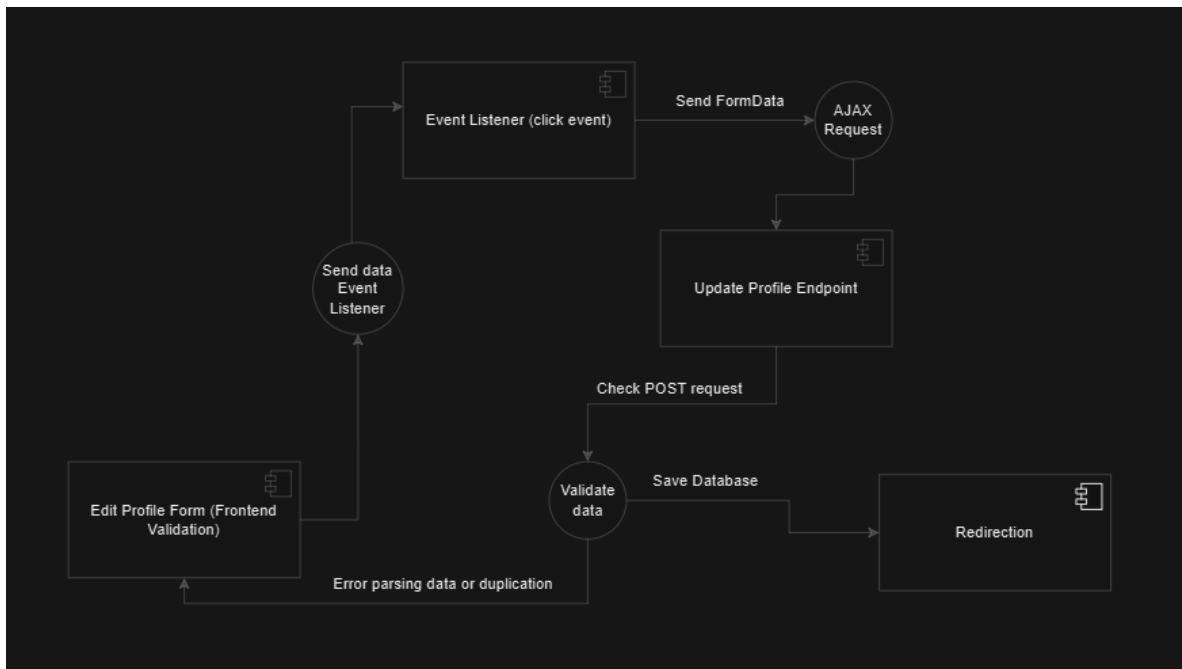 Event Listener (click event)
Send FormData
AJAX
Request
Send data
Event
Listener
Update Profile Endpoint
Check POST request
Edit Profile Form (Frontend
Validation)
Validate
data
Save Database
Redirection
Error parsing data or duplication